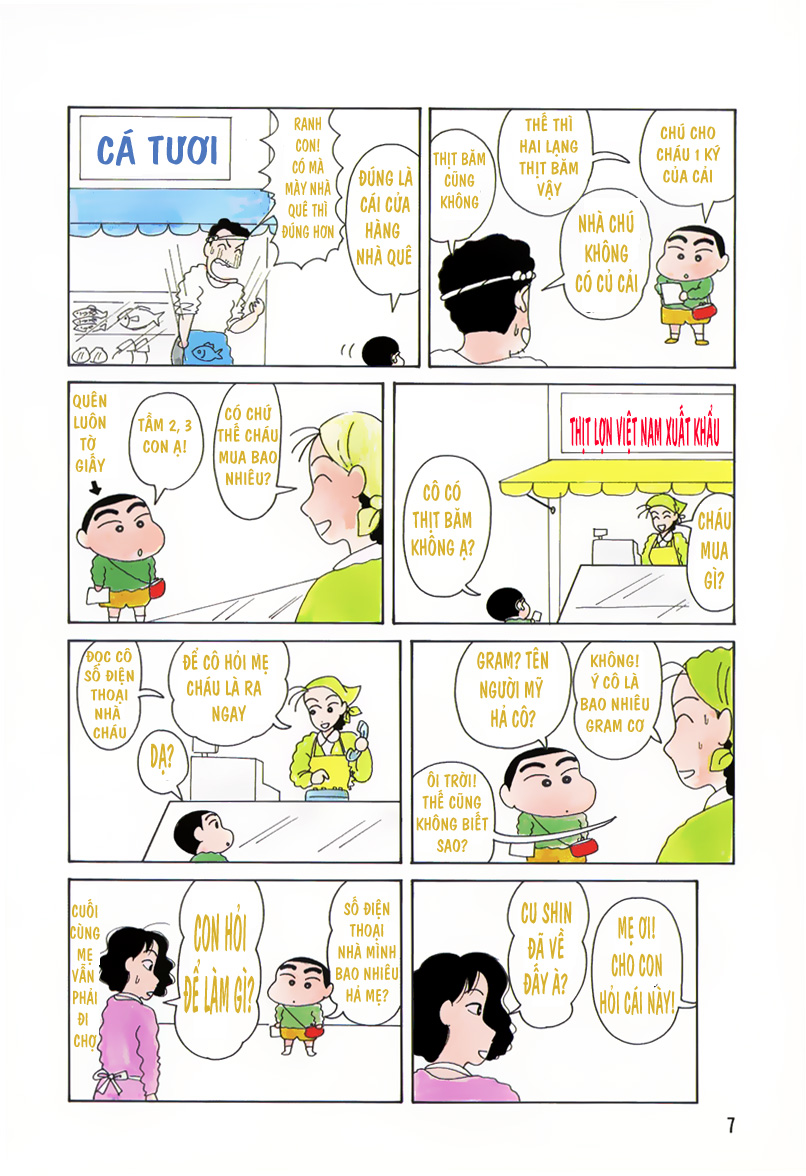 CHÚ CHO
CHÁU 1 KÝ
CỦA CẢI
THẾ THÌ
HAI LẠNG
THỊT BĂM
VẬY
NHÀ CHÚ
KHÔNG
CÓ CỦ CẢI
THỊT BĂM
CŨNG
KHÔNG
CÁ TƯƠI
ĐÚNG LÀ
CÁI CỬA
HÀNG
NHÀ QUÊ
RANH
CON!
CÓ MÀ
MÀY NHÀ
QUÊ THÌ
ĐÚNG HƠN
THỊT LỢN VIỆT NAM XUẤT KHẨU
CHÁU
MUA
GÌ?
CÔ CÓ
THỊT BĂM
KHÔNG Ạ?
CÓ CHỨ
THẾ CHÁU
MUA BAO
NHIÊU?
TẦM 2, 3
CON Ạ!
QUÊN
LUÔN
TỜ
GIẤY
KHÔNG!
Ý CÔ LÀ
BAO NHIÊU
GRAM CƠ
GRAM? TÊN
NGƯỜI MỸ
HẢ CÔ?
ÔI TRỜI!
THẾ CŨNG
KHÔNG BIẾT
SAO?
ĐỂ CÔ HỎI MẸ
CHÁU LÀ RA
NGAY
ĐỌC CÔ
SỐ ĐIỆN
THOẠI
NHÀ
CHÁU
DẠ?
MẸ ƠI!
CHO CON
HỎI CÁI NÀY!
CU SHIN
ĐÃ VỀ
ĐẤY À?
SỐ ĐIỆN
THOẠI
NHÀ MÌNH
BAO NHIÊU
HẢ MẸ?
CON HỎI
ĐỂ LÀM GÌ?
CUỐI
CÙNG
MẸ
VẪN
PHẢI
ĐI
CHỢ
7